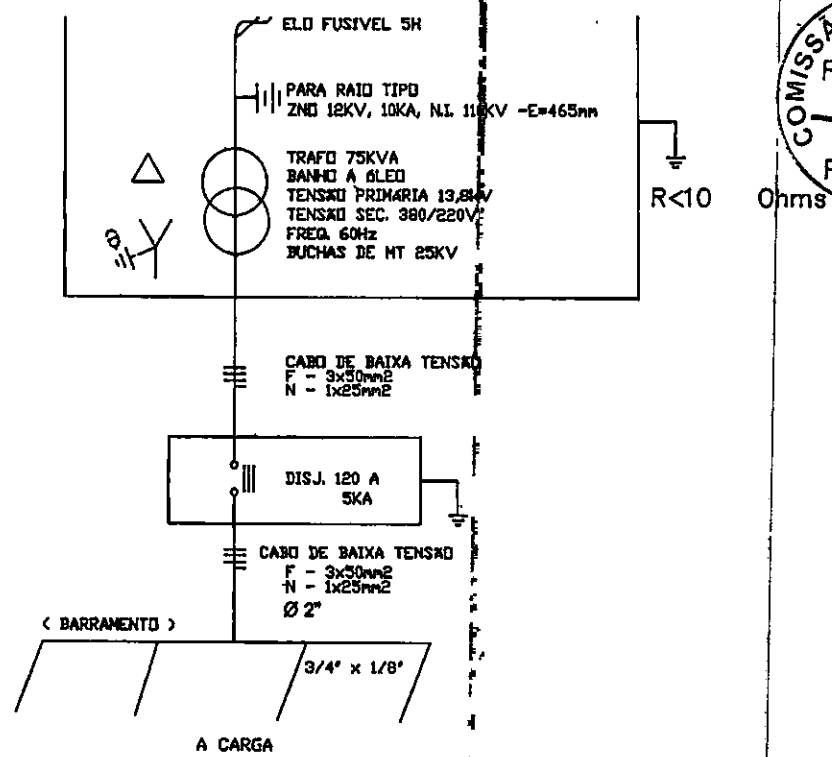 ELO FUSIVEL 5H
PARA RAIO TIPO
ZNO 12KV, 10KA, N.I. 110KV -E=465mm
TRAFO 75KVA
BANHO A ÓLEO
TENSÃO PRIMÁRIA 13,8kV
TENSÃO SEC. 380/220V
FREQ. 60Hz
BUCHAS DE MT 25KV
R<10 Ohms
CABO DE BAIXA TENSÃO
F - 3x50mm2
N - 1x25mm2
DISJ. 120 A
5KA
CABO DE BAIXA TENSÃO
F - 3x50mm2
N - 1x25mm2
Ø 2"
( BARRAMENTO )
3/4" x 1/8"
A CARGA